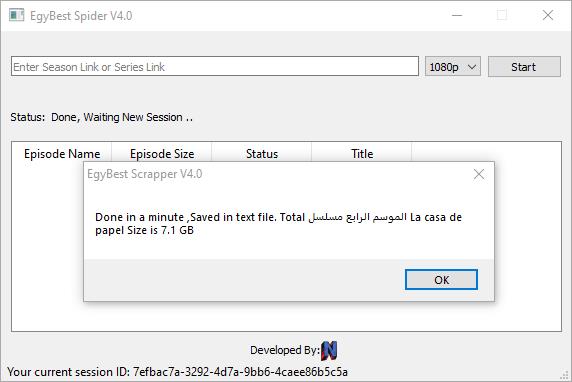 EgyBest Spider V4.0
Enter Season Link or Series Link
1080p
Start
Status: Done, Waiting New Session ..
Episode Name Episode Size Status Title
EgyBest Scrapper V4.0
Done in a minute ,Saved in text file. Total الموسم الرابع مسلسل La casa de
papel Size is 7.1 GB
OK
Developed By: N
Your current session ID: 7efbac7a-3292-4d7a-9bb6-4caee86b5c5a